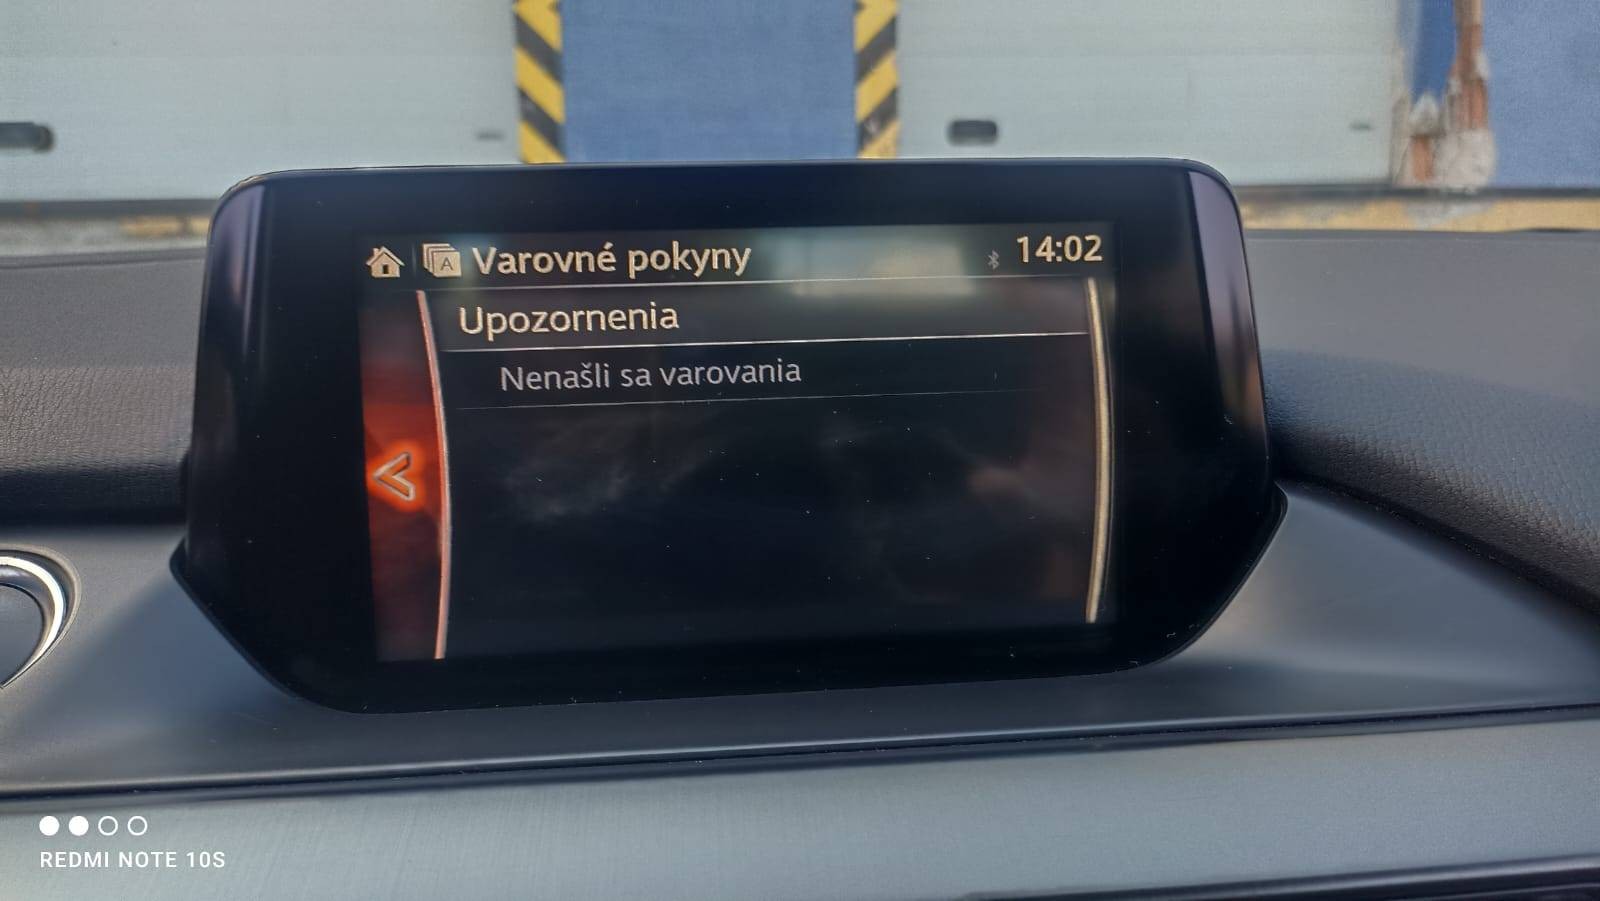 Varovné pokyny
14:02
Upozornenia
Nenašli sa varovania
REDMI NOTE 10S